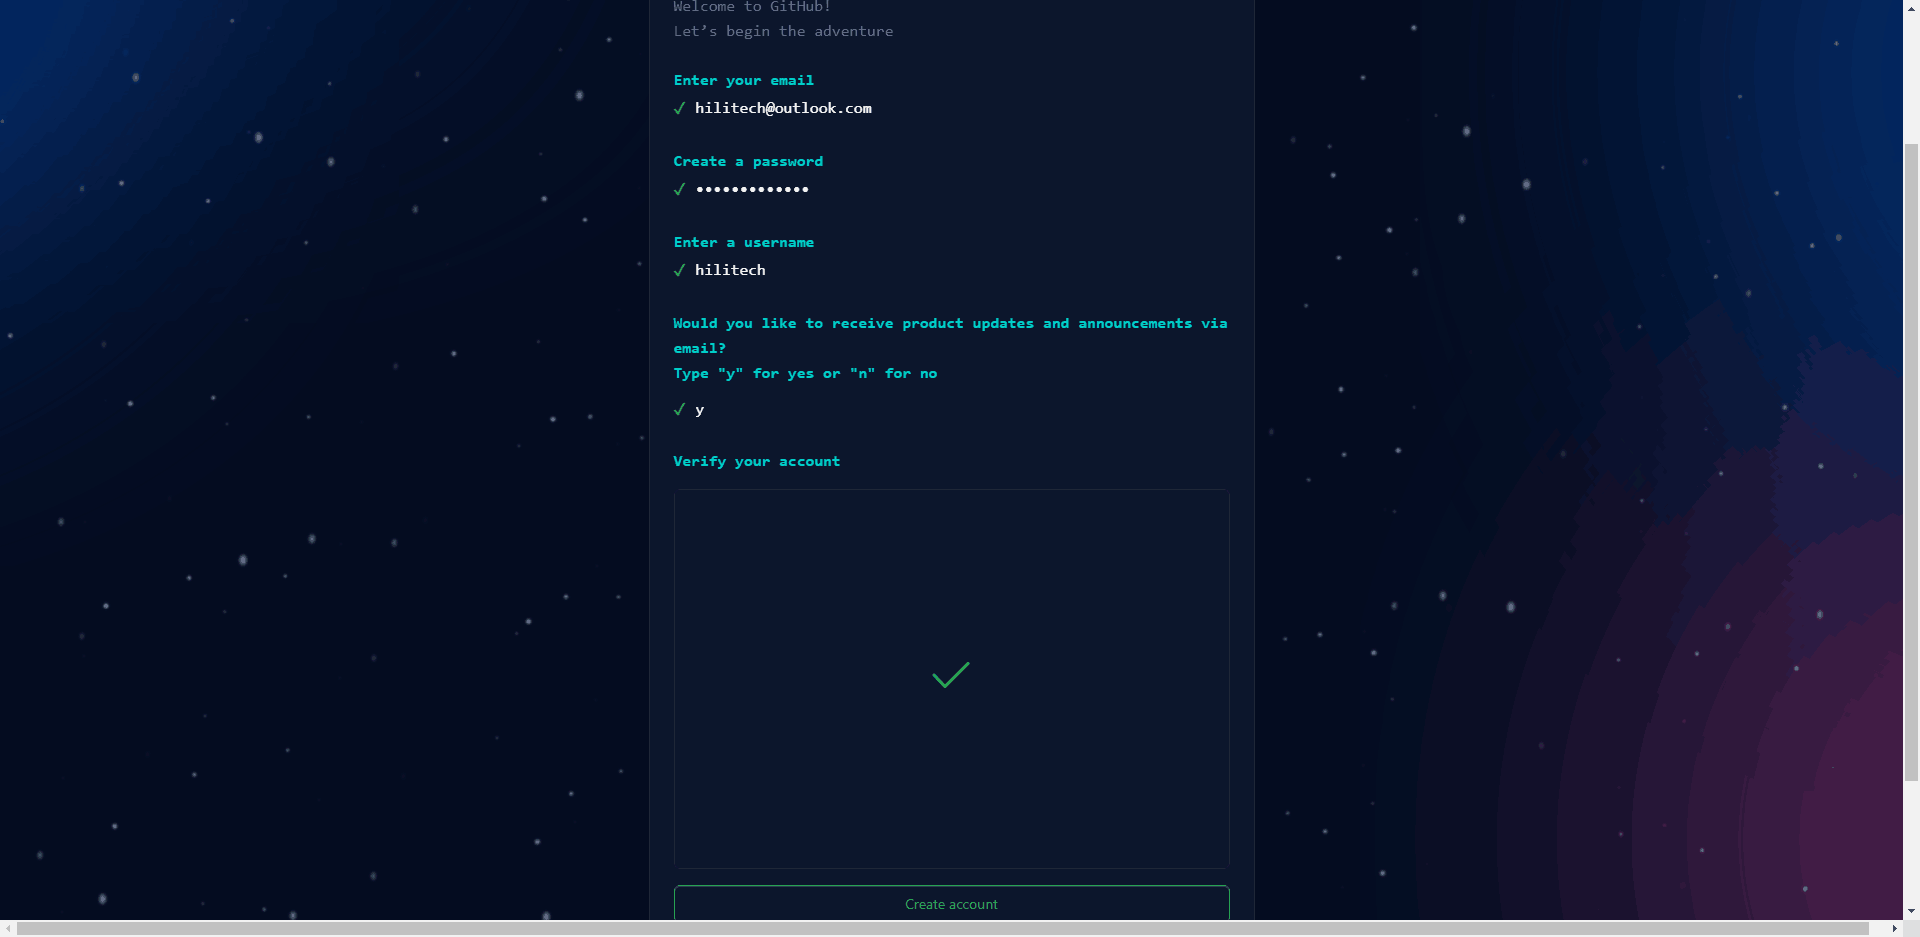 Welcome to GitHub!
Let’s begin the adventure
Enter your email
✓ hilitech@outlook.com
Create a password
✓ •••••••••••••
Enter a username
✓ hilitech
Would you like to receive product updates and announcements via
email?
Type "y" for yes or "n" for no
✓ y
Verify your account
Create account